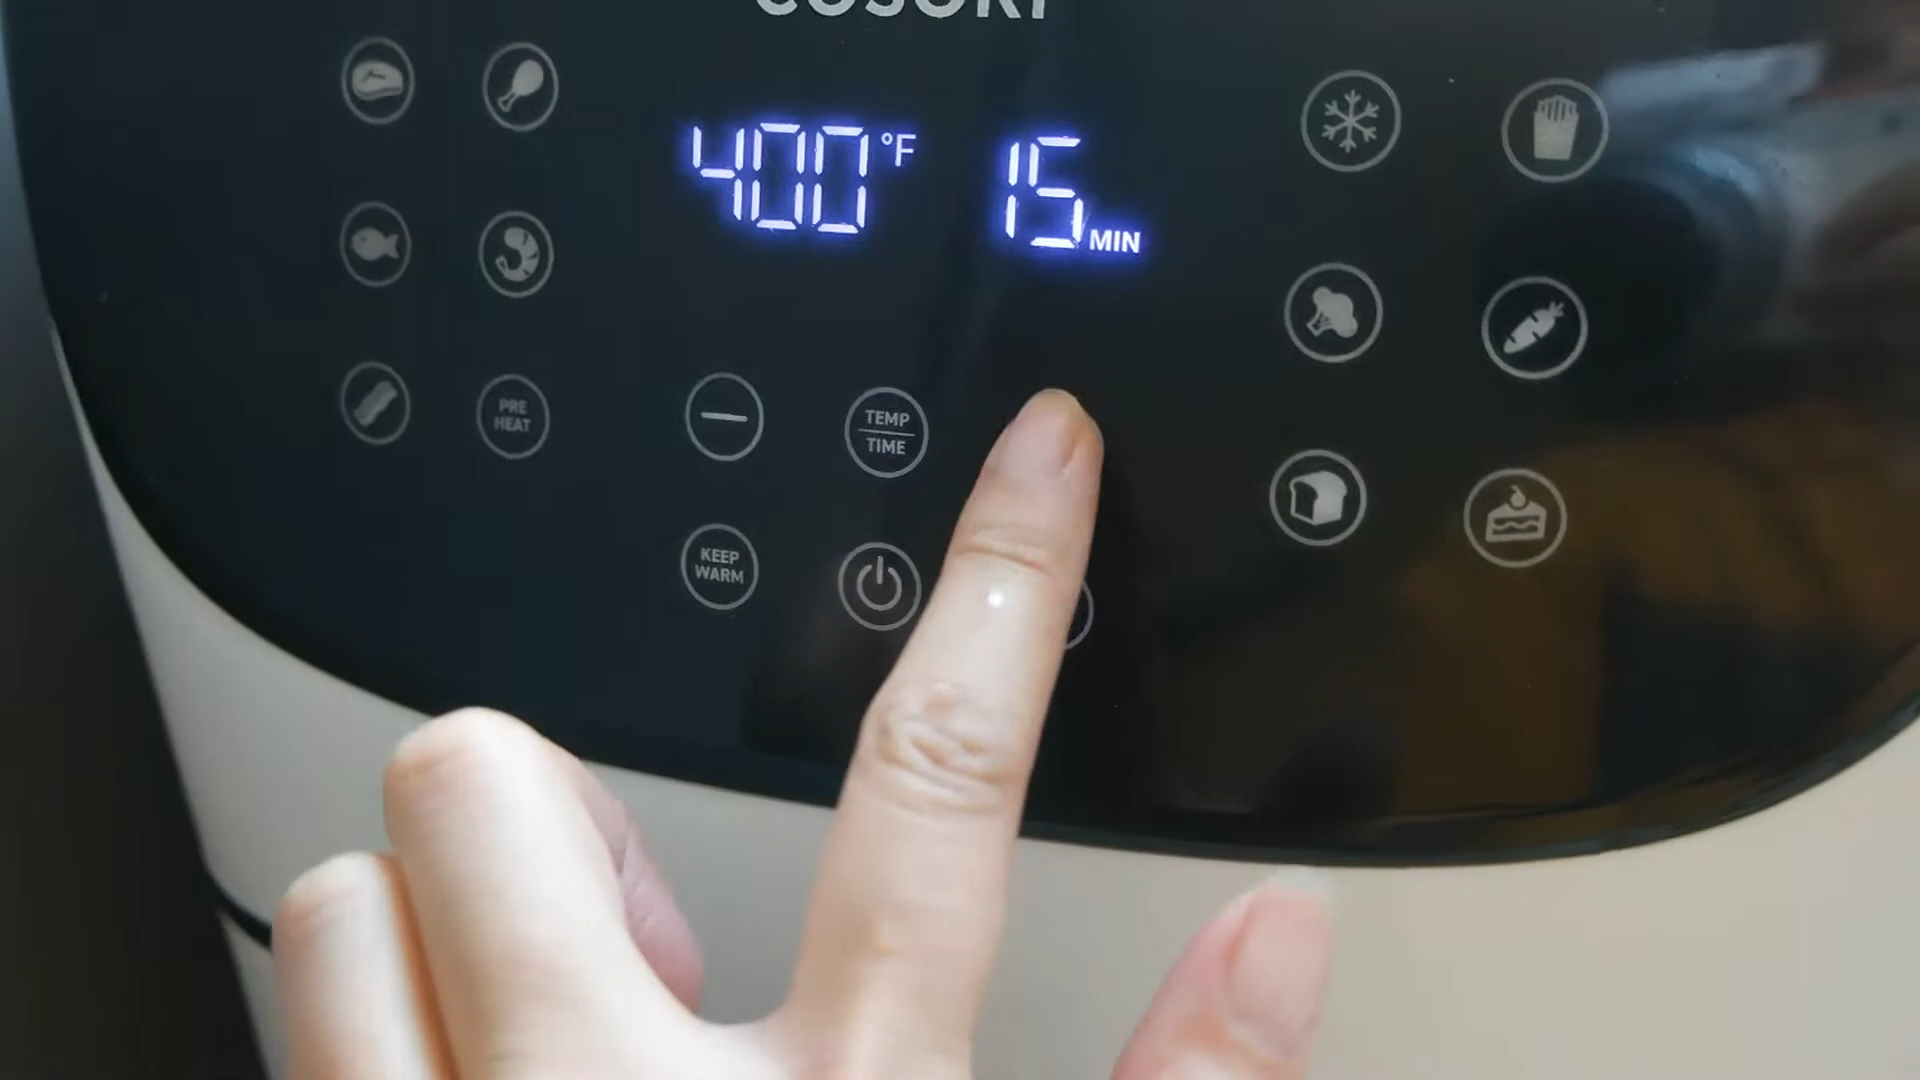 COSORI
400 °F 15 MIN
PRE
HEAT
TEMP
TIME
KEEP
WARM